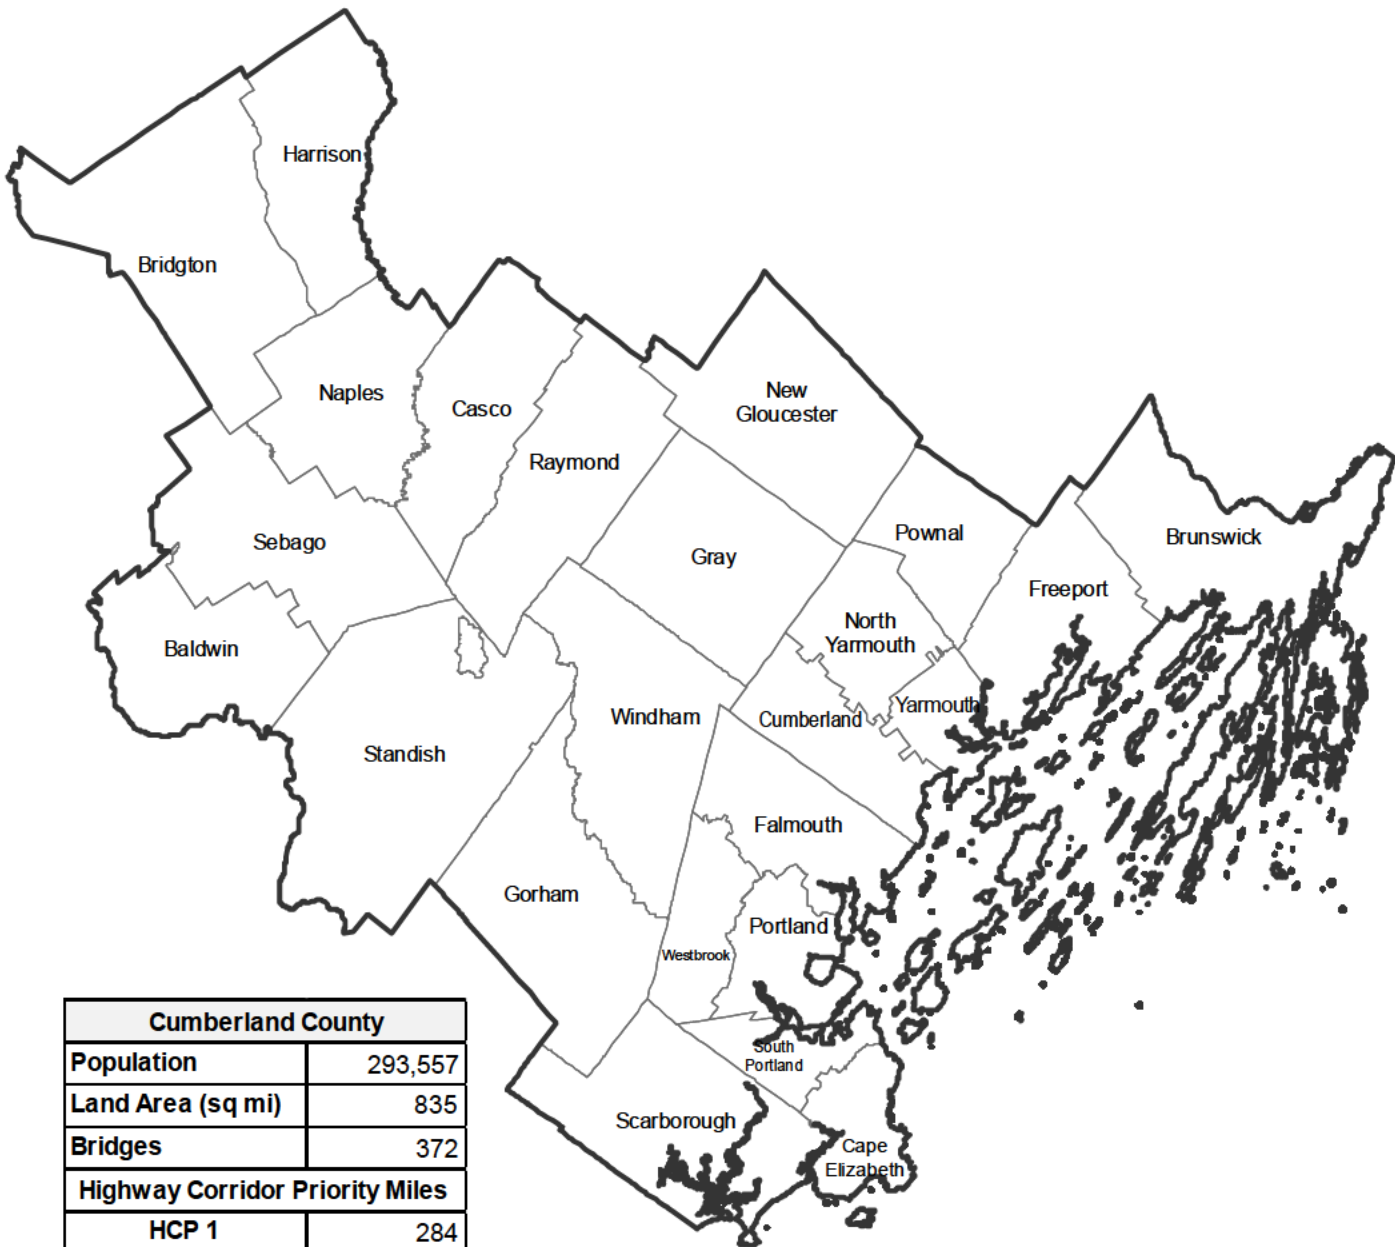 Harrison
Bridgton
New
Gloucester
Naples
Casco
Raymond
Pownal
Brunswick
Sebago
Gray
Freeport
North
Yarmouth
Baldwin
Yarmouth
Windham
Cumberland
Standish
Falmouth
Gorham
Portland
Westbrook
South
Portland
Scarborough
Cape
Elizabeth
Cumberland County
Population 293,557
Land Area (sq mi) 835
Bridges 372
Highway Corridor Priority Miles
HCP 1 284